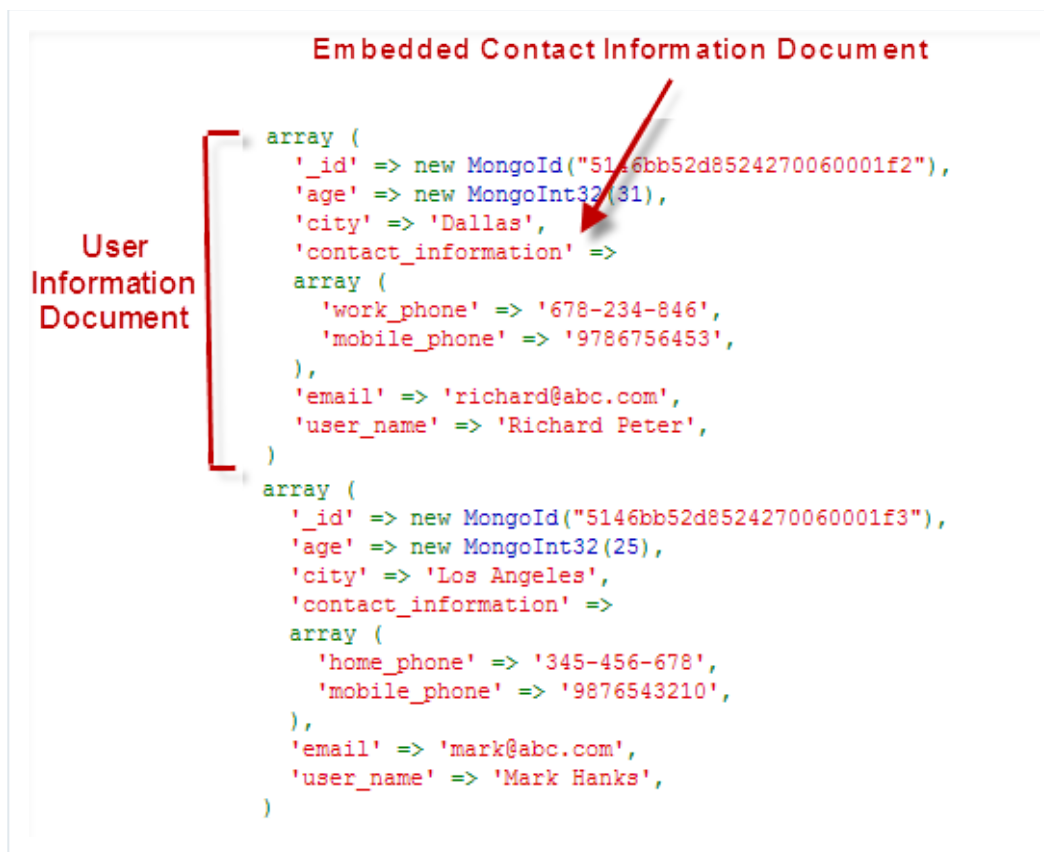 Embedded Contact Information Document
User
Information
Document
array (
'_id' => new MongoId("5146bb52d8524270060001f2"),
'age' => new MongoInt32(31),
'city' => 'Dallas',
'contact_information' =>
array (
'work_phone' => '678-234-846',
'mobile_phone' => '9786756453',
),
'email' => 'richard@abc.com',
'user_name' => 'Richard Peter',
)
array (
'_id' => new MongoId("5146bb52d8524270060001f3"),
'age' => new MongoInt32(25),
'city' => 'Los Angeles',
'contact_information' =>
array (
'home_phone' => '345-456-678',
'mobile_phone' => '9876543210',
),
'email' => 'mark@abc.com',
'user_name' => 'Mark Hanks',
)